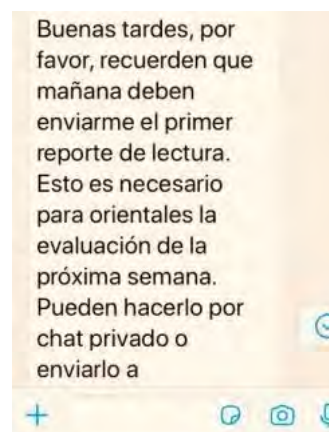 Buenas tardes, por
favor, recuerden que
mañana deben
enviarme el primer
reporte de lectura.
Esto es necesario
para orientales la
evaluación de la
próxima semana.
Pueden hacerlo por
chat privado o
enviarlo a